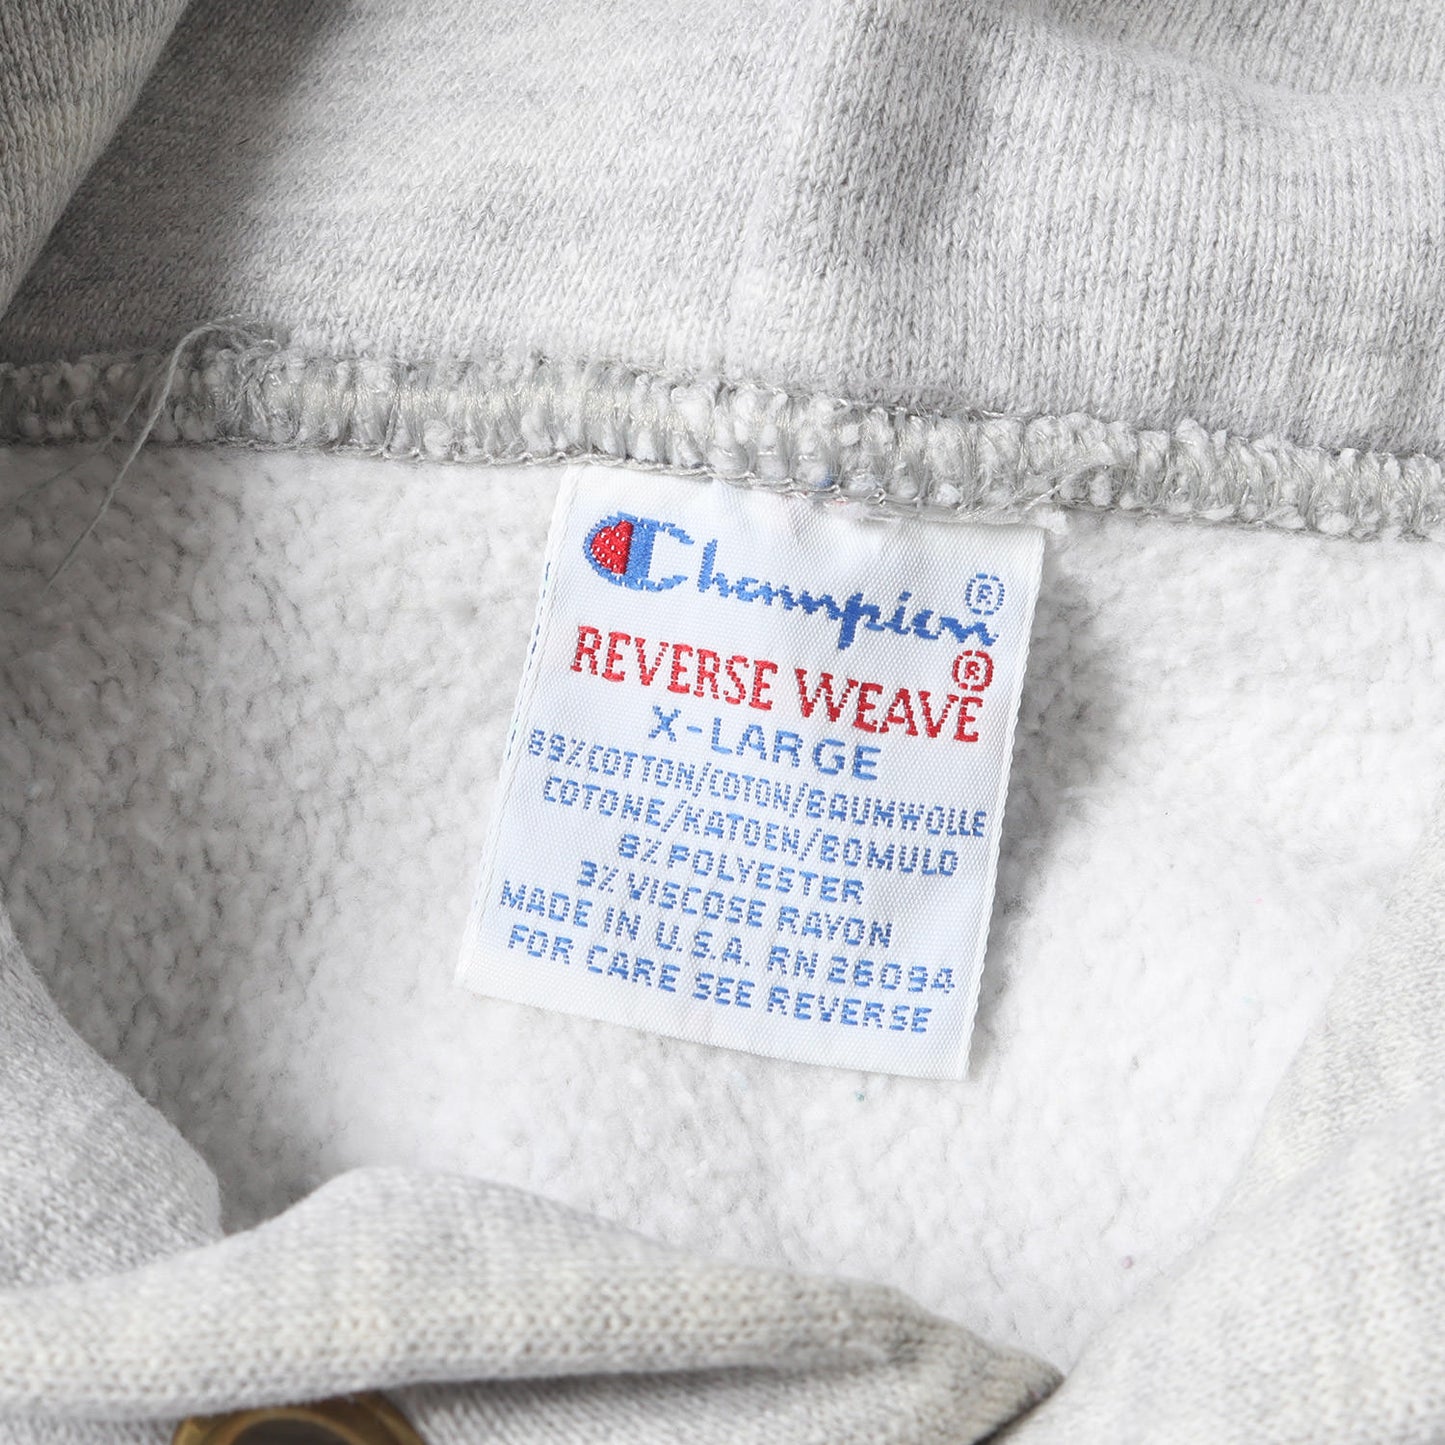 Champion®
REVERSE WEAVE®
X-LARGE
89% COTTON/COTON/BAUMWOLLE
COTONE/KATOEN/BOMULD
8% POLYESTER
3% VISCOSE RAYON
MADE IN U.S.A. RN 26094
FOR CARE SEE REVERSE